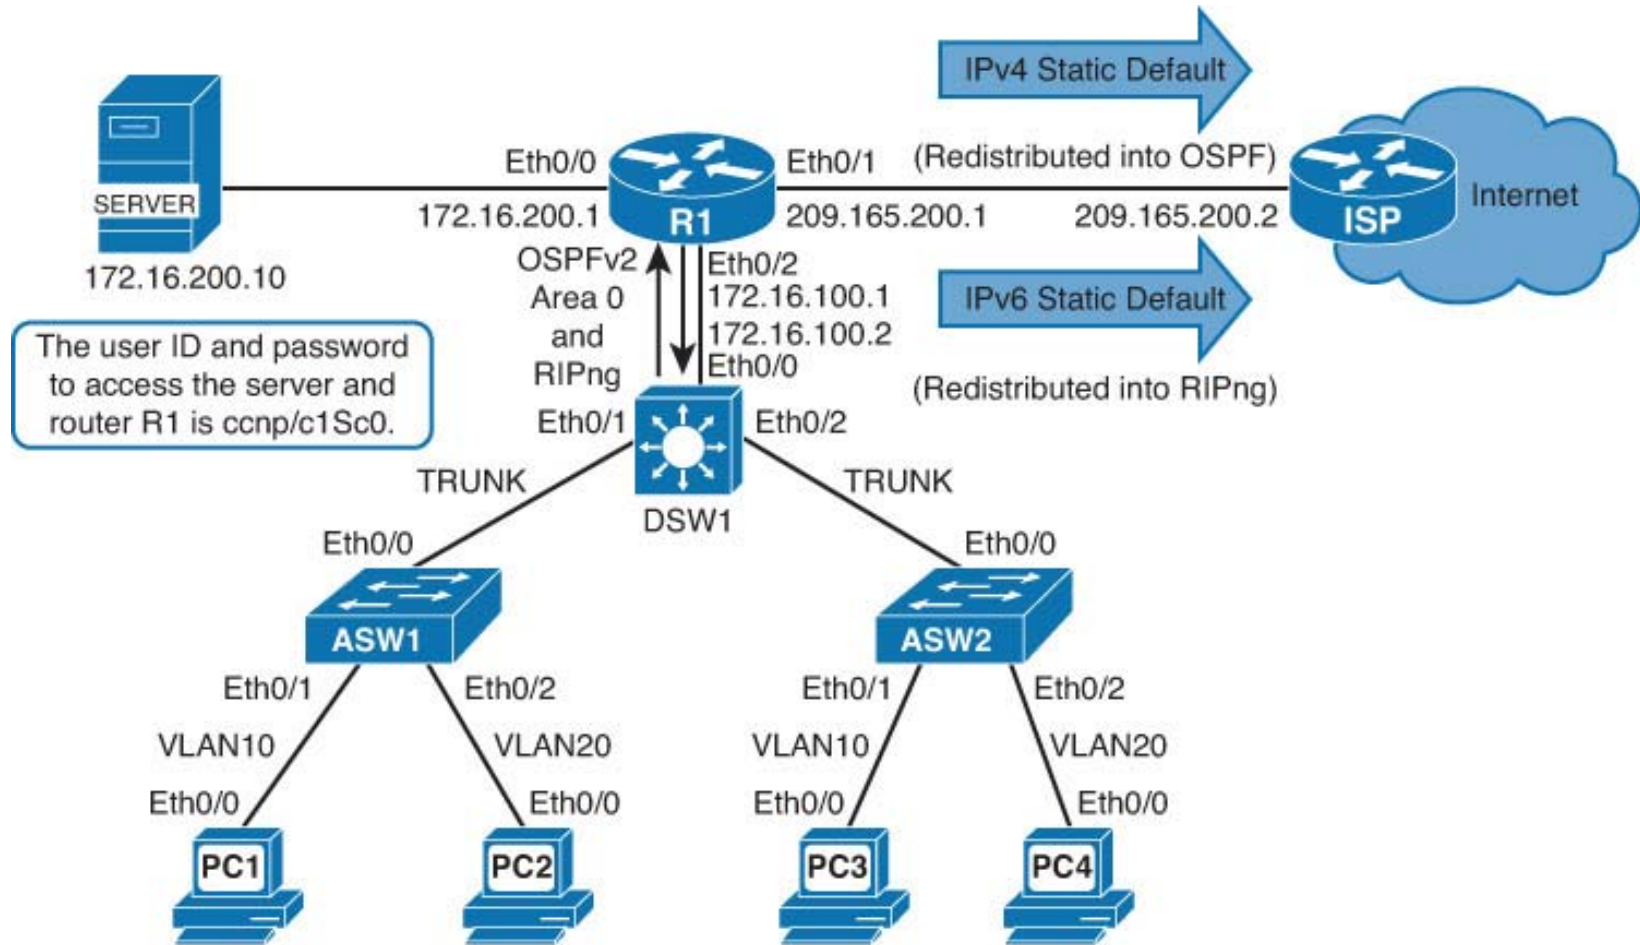 IPv4 Static Default
(Redistributed into OSPF)
SERVER
172.16.200.10
Eth0/0
172.16.200.1
R1
Eth0/1
209.165.200.1
209.165.200.2
ISP
Internet
OSPFv2
Area 0
and
RIPng
Eth0/2
172.16.100.1
172.16.100.2
Eth0/0
IPv6 Static Default
(Redistributed into RIPng)
The user ID and password
to access the server and
router R1 is ccnp/c1Sc0.
Eth0/1
Eth0/2
DSW1
TRUNK
TRUNK
Eth0/0
Eth0/0
ASW1
ASW2
Eth0/1
Eth0/2
Eth0/1
Eth0/2
VLAN10
VLAN20
VLAN10
VLAN20
Eth0/0
Eth0/0
Eth0/0
Eth0/0
PC1
PC2
PC3
PC4